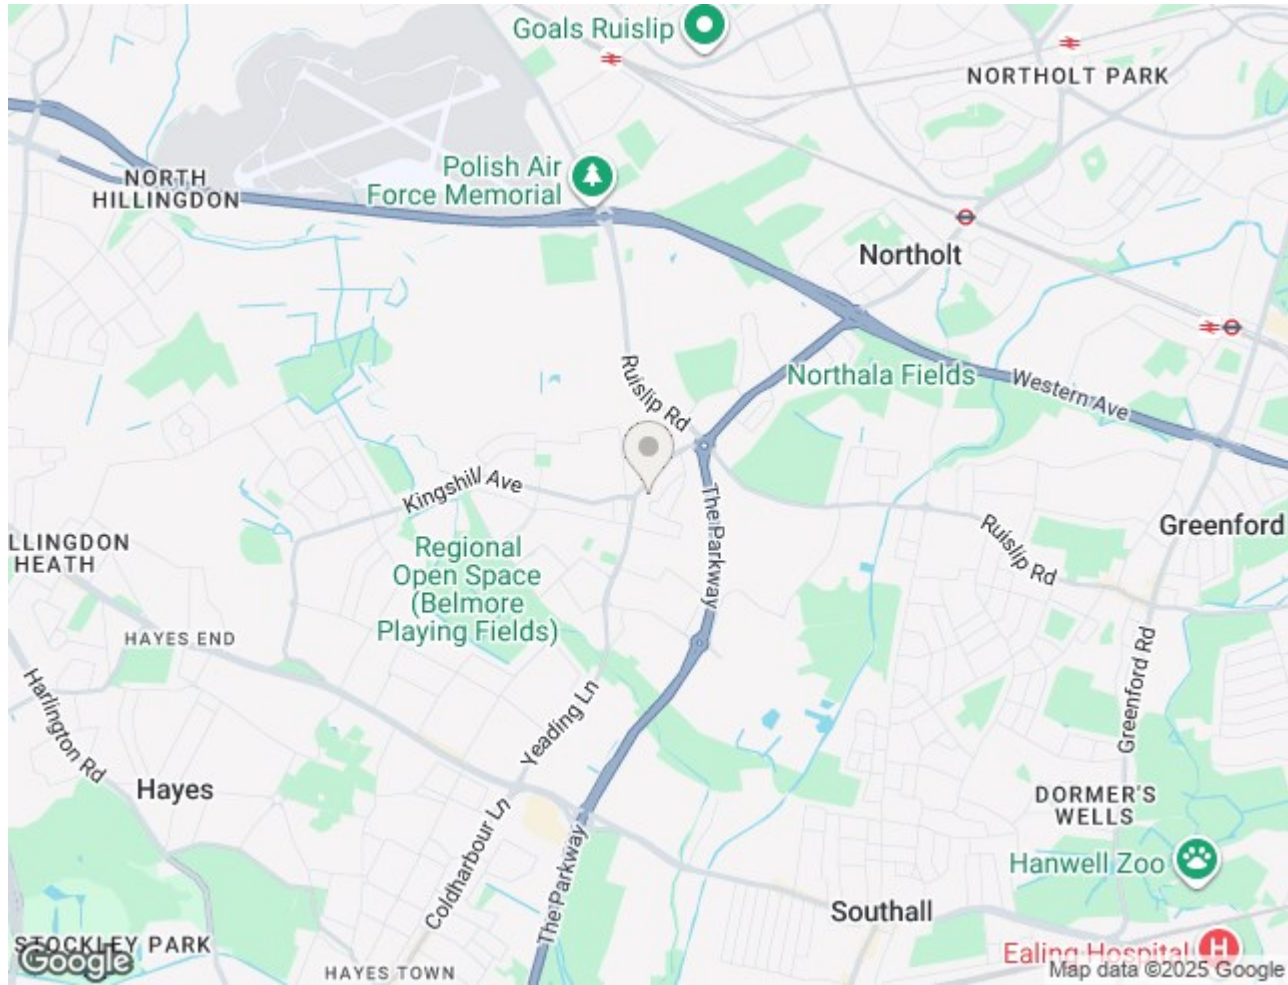 Goals Ruislip
NORTHOLT PARK
Polish Air
Force Memorial
NORTH
HILLINGDON
Northolt
Ruislip Rd
Northala Fields
Western Ave
Kingshill Ave
The Parkway
Ruislip Rd
Greenford
LLINGDON
HEATH
Regional
Open Space
(Belmore
Playing Fields)
HAYES END
Harlington Rd
Yeading Ln
Greenford Rd
Hayes
DORMER'S
WELLS
Coldharbour Ln
The Parkway
Hanwell Zoo
Southall
STOCKLEY PARK
Google
HAYES TOWN
Ealing Hospital
H
Map data ©2025 Google